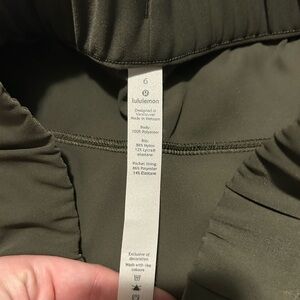 6
lululemon
Designed in
Vancouver
Made in Vietnam
Body:
100% Polyester
Rib:
88% Nylon
12% Lycra®
elastane
Pocket lining:
86% Polyester
14% Elastane
Exclusive of
decoration
Wash with like
colours